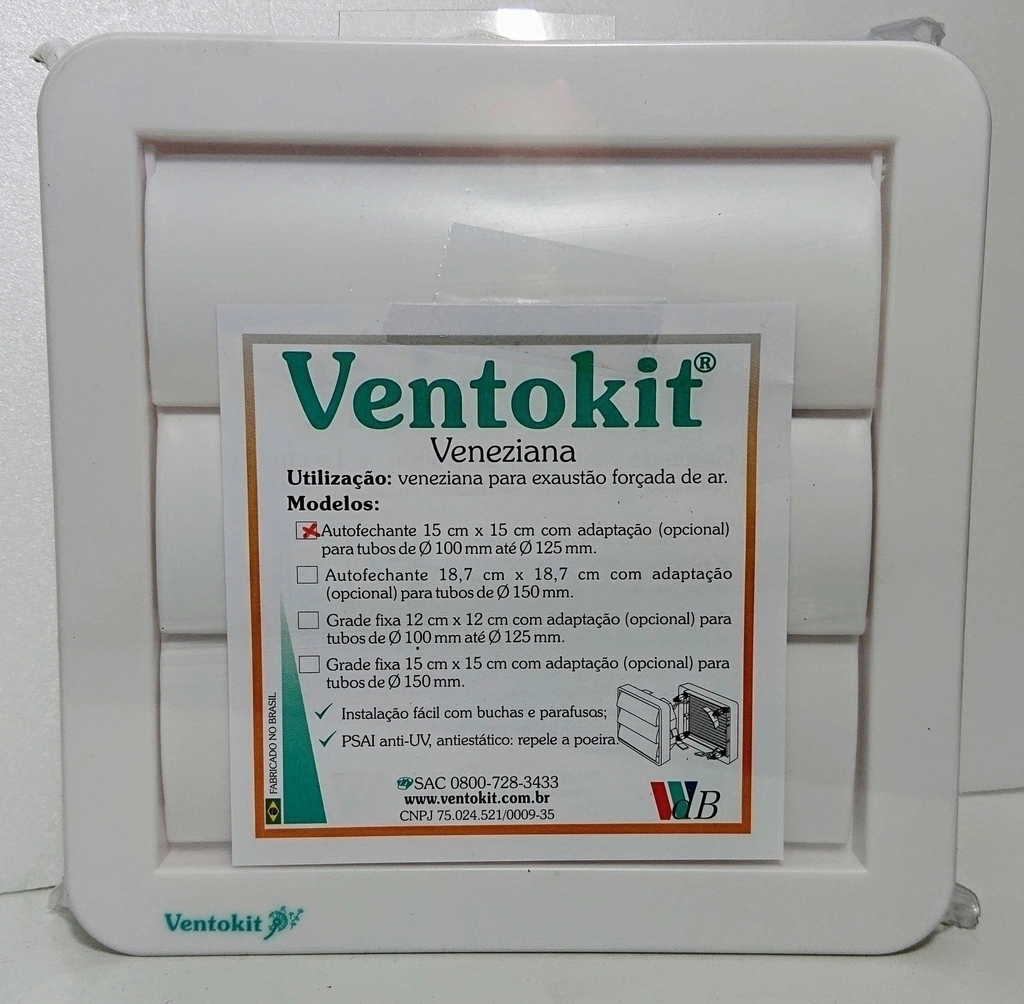 Ventokit®
Veneziana
Utilização: veneziana para exaustão forçada de ar.
Modelos:
Autofechante 15 cm x 15 cm com adaptação (opcional)
para tubos de Ø 100 mm até Ø 125 mm.
Autofechante 18,7 cm x 18,7 cm com adaptação
(opcional) para tubos de Ø 150 mm.
Grade fixa 12 cm x 12 cm com adaptação (opcional) para
tubos de Ø 100 mm até Ø 125 mm.
Grade fixa 15 cm x 15 cm com adaptação (opcional) para
tubos de Ø 150 mm.
Instalação fácil com buchas e parafusos;
PSAI anti-UV, antiestático: repele a poeira.
FABRICADO NO BRASIL
SAC 0800-728-3433
www.ventokit.com.br
CNPJ 75.024.521/0009-35
WdB
Ventokit